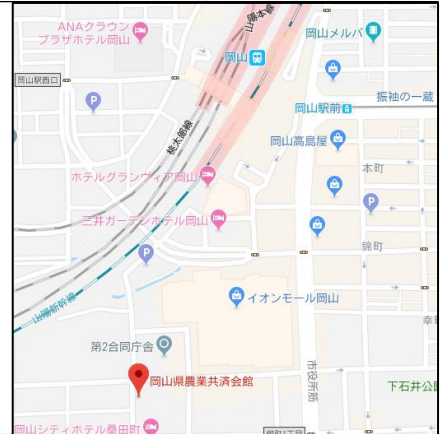 ANAクラウン
プラザホテル岡山
山陽本線
岡山メルパ
岡山
岡山駅西口
振袖の一蔵
岡山駅前
桃太郎線
岡山高島屋
本町
ホテルグランヴィア岡山
三井ガーデンホテル岡山
錦町
山陽新幹線
イオンモール岡山
第2合同庁舎
岡山県農業共済会館
市役所筋
下石井公
岡山シティホテル桑田町